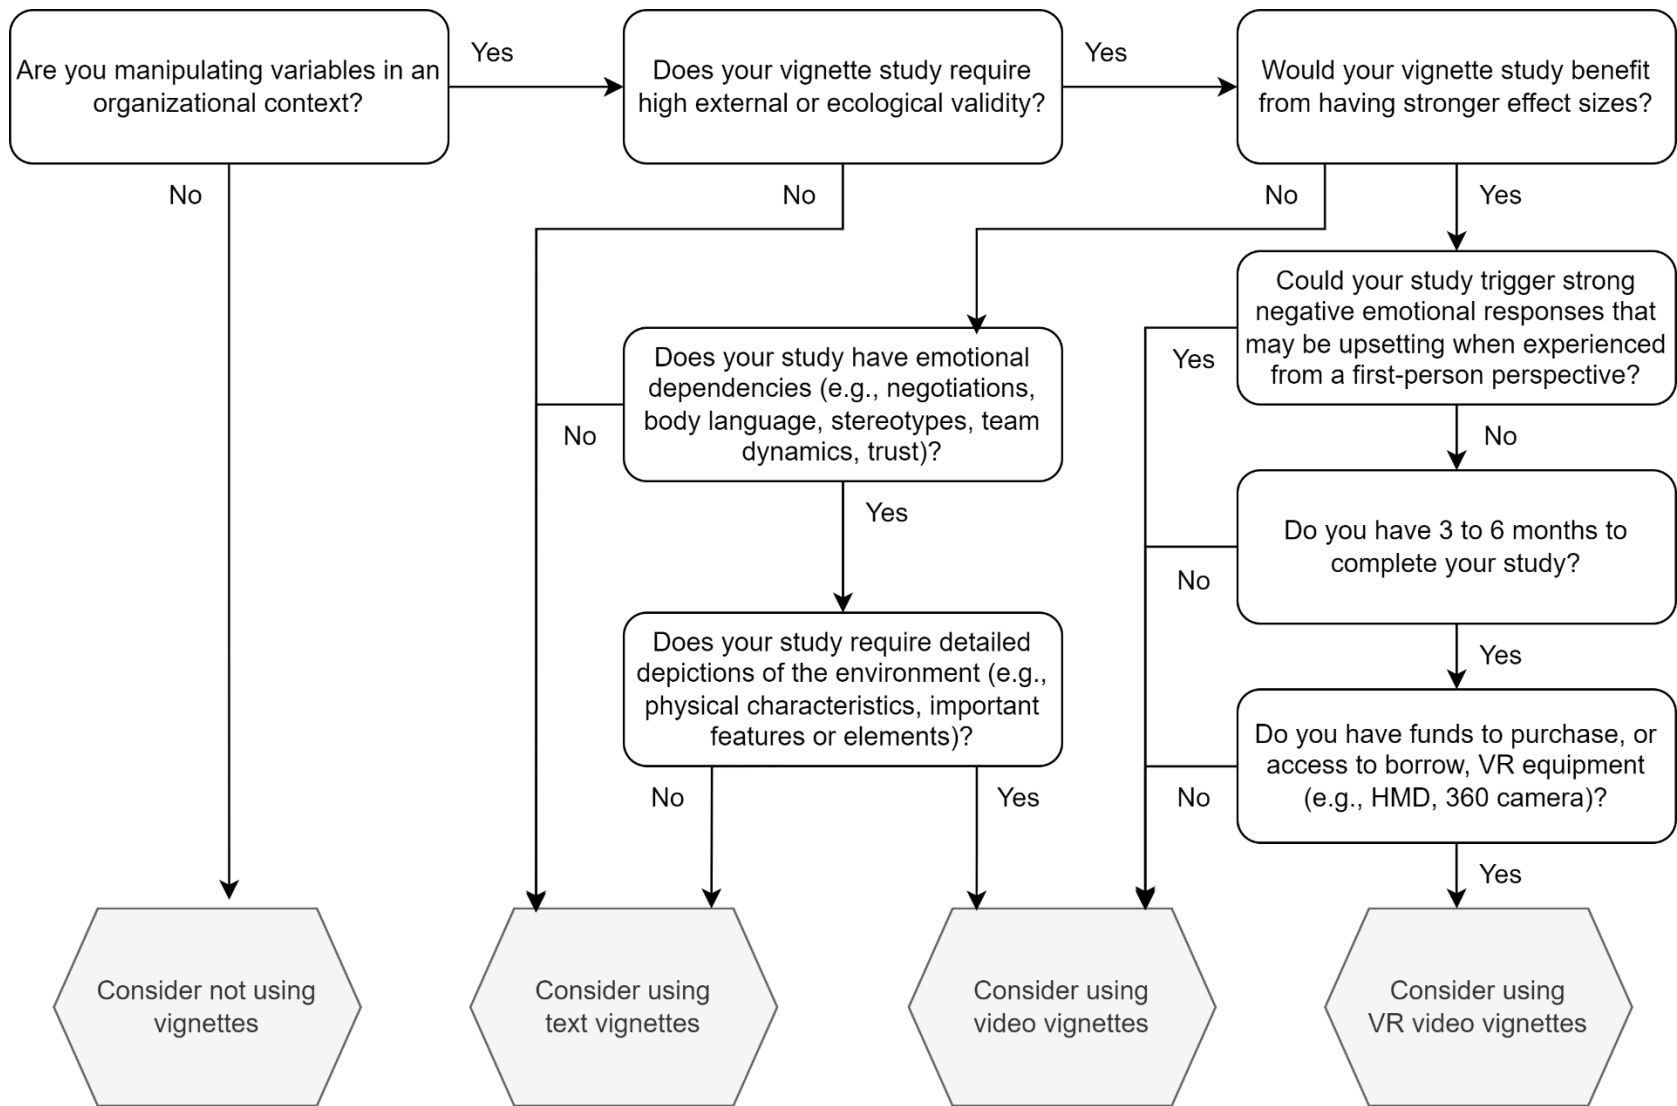 Are you manipulating variables in an
organizational context?
Yes
Does your vignette study require
high external or ecological validity?
Yes
Would your vignette study benefit
from having stronger effect sizes?
No
No
No
Yes
Could your study trigger strong
negative emotional responses that
may be upsetting when experienced
from a first-person perspective?
Yes
No
Does your study have emotional
dependencies (e.g., negotiations,
body language, stereotypes, team
dynamics, trust)?
No
Yes
Do you have 3 to 6 months to
complete your study?
No
Yes
Does your study require detailed
depictions of the environment (e.g.,
physical characteristics, important
features or elements)?
No
Yes
Do you have funds to purchase, or
access to borrow, VR equipment
(e.g., HMD, 360 camera)?
No
Yes
Consider not using
vignettes
Consider using
text vignettes
Consider using
video vignettes
Consider using
VR video vignettes